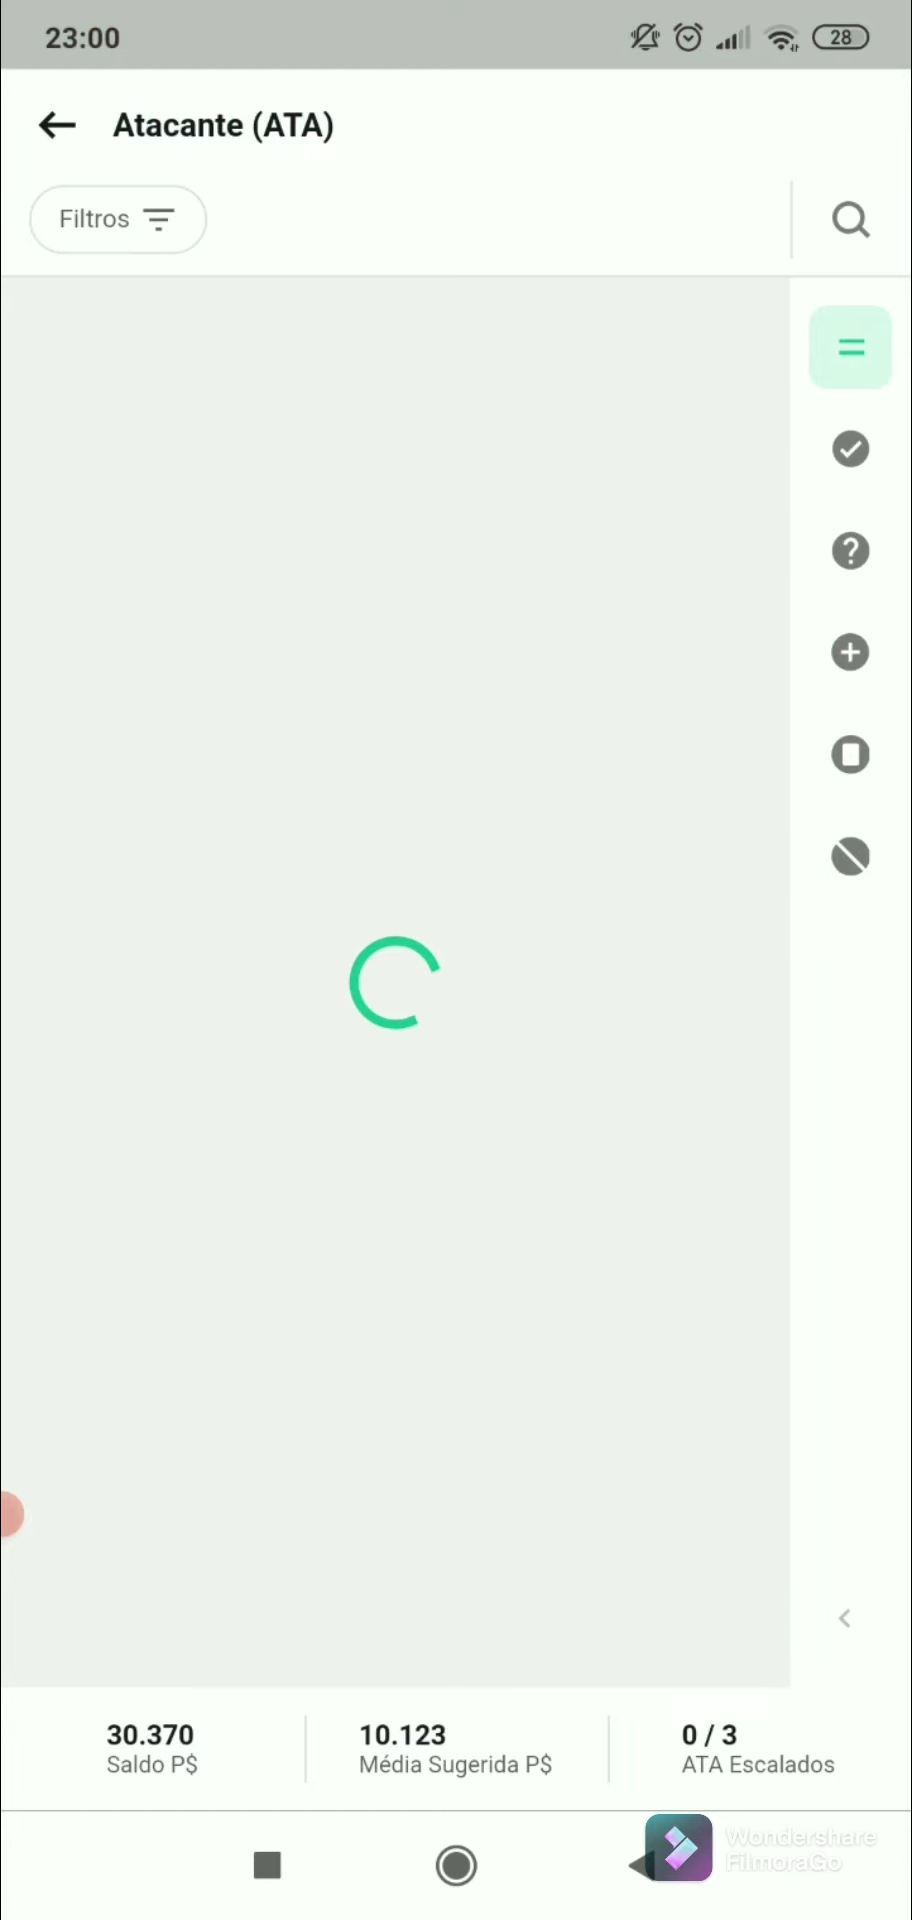 23:00
28
Atacante (ATA)
Filtros
30.370
Saldo P$
10.123
Média Sugerida P$
0 / 3
ATA Escalados
Wondershare
FilmoraGo